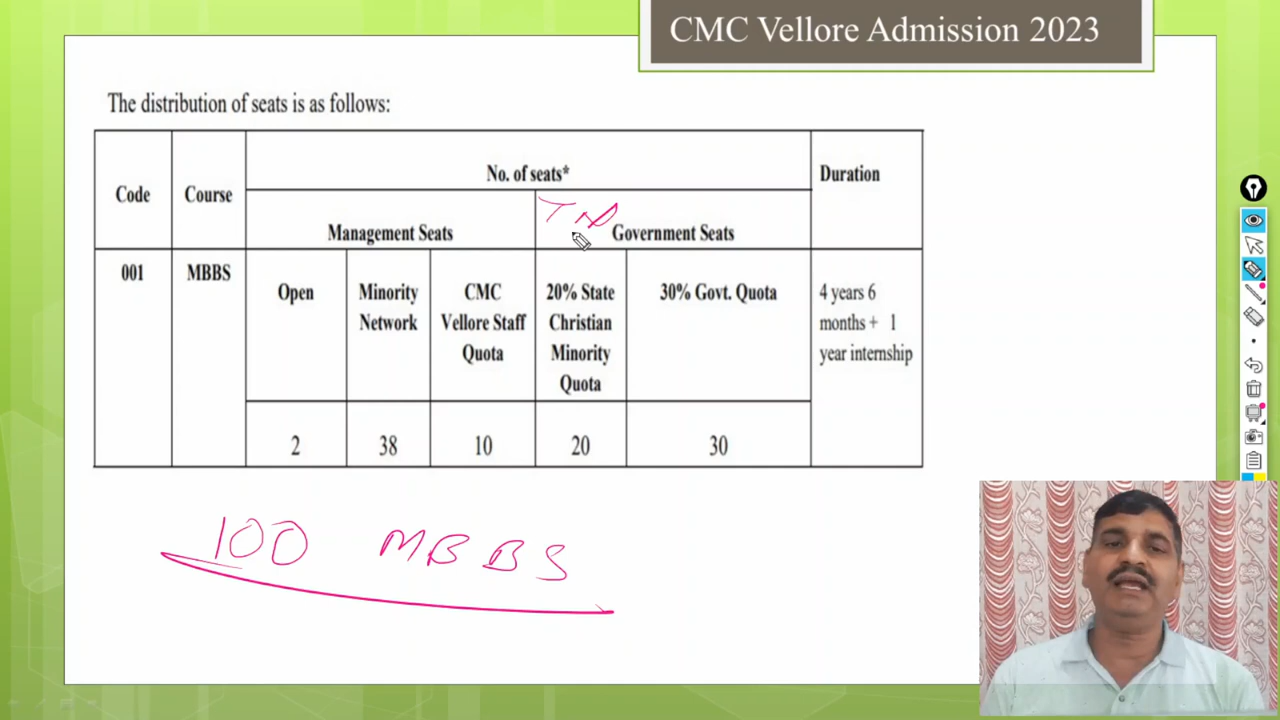 CMC Vellore Admission 2023
The distribution of seats is as follows:
Code Course No. of seats* Duration
Management Seats TN Government Seats
001 MBBS Open Minority Network CMC Vellore Staff Quota 20% State Christian Minority Quota 30% Govt. Quota 4 years 6 months + 1 year internship
2 38 10 20 30
100 MBBS